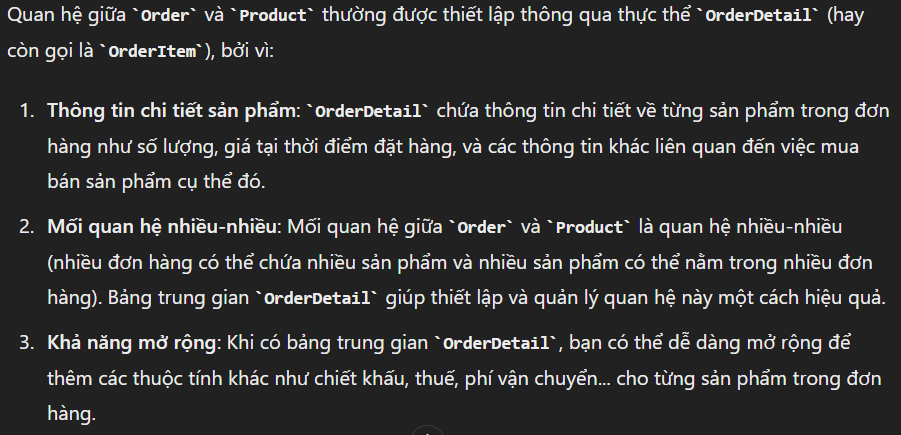 Quan hệ giữa `Order` và `Product` thường được thiết lập thông qua thực thể `OrderDetail` (hay
còn gọi là `OrderItem`), bởi vì:
1. Thông tin chi tiết sản phẩm: `OrderDetail` chứa thông tin chi tiết về từng sản phẩm trong đơn
hàng như số lượng, giá tại thời điểm đặt hàng, và các thông tin khác liên quan đến việc mua
bán sản phẩm cụ thể đó.
2. Mối quan hệ nhiều-nhiều: Mối quan hệ giữa `Order` và `Product` là quan hệ nhiều-nhiều
(nhiều đơn hàng có thể chứa nhiều sản phẩm và nhiều sản phẩm có thể nằm trong nhiều đơn
hàng). Bảng trung gian `OrderDetail` giúp thiết lập và quản lý quan hệ này một cách hiệu quả.
3. Khả năng mở rộng: Khi có bảng trung gian `OrderDetail`, bạn có thể dễ dàng mở rộng để
thêm các thuộc tính khác như chiết khấu, thuế, phí vận chuyển... cho từng sản phẩm trong đơn
hàng.